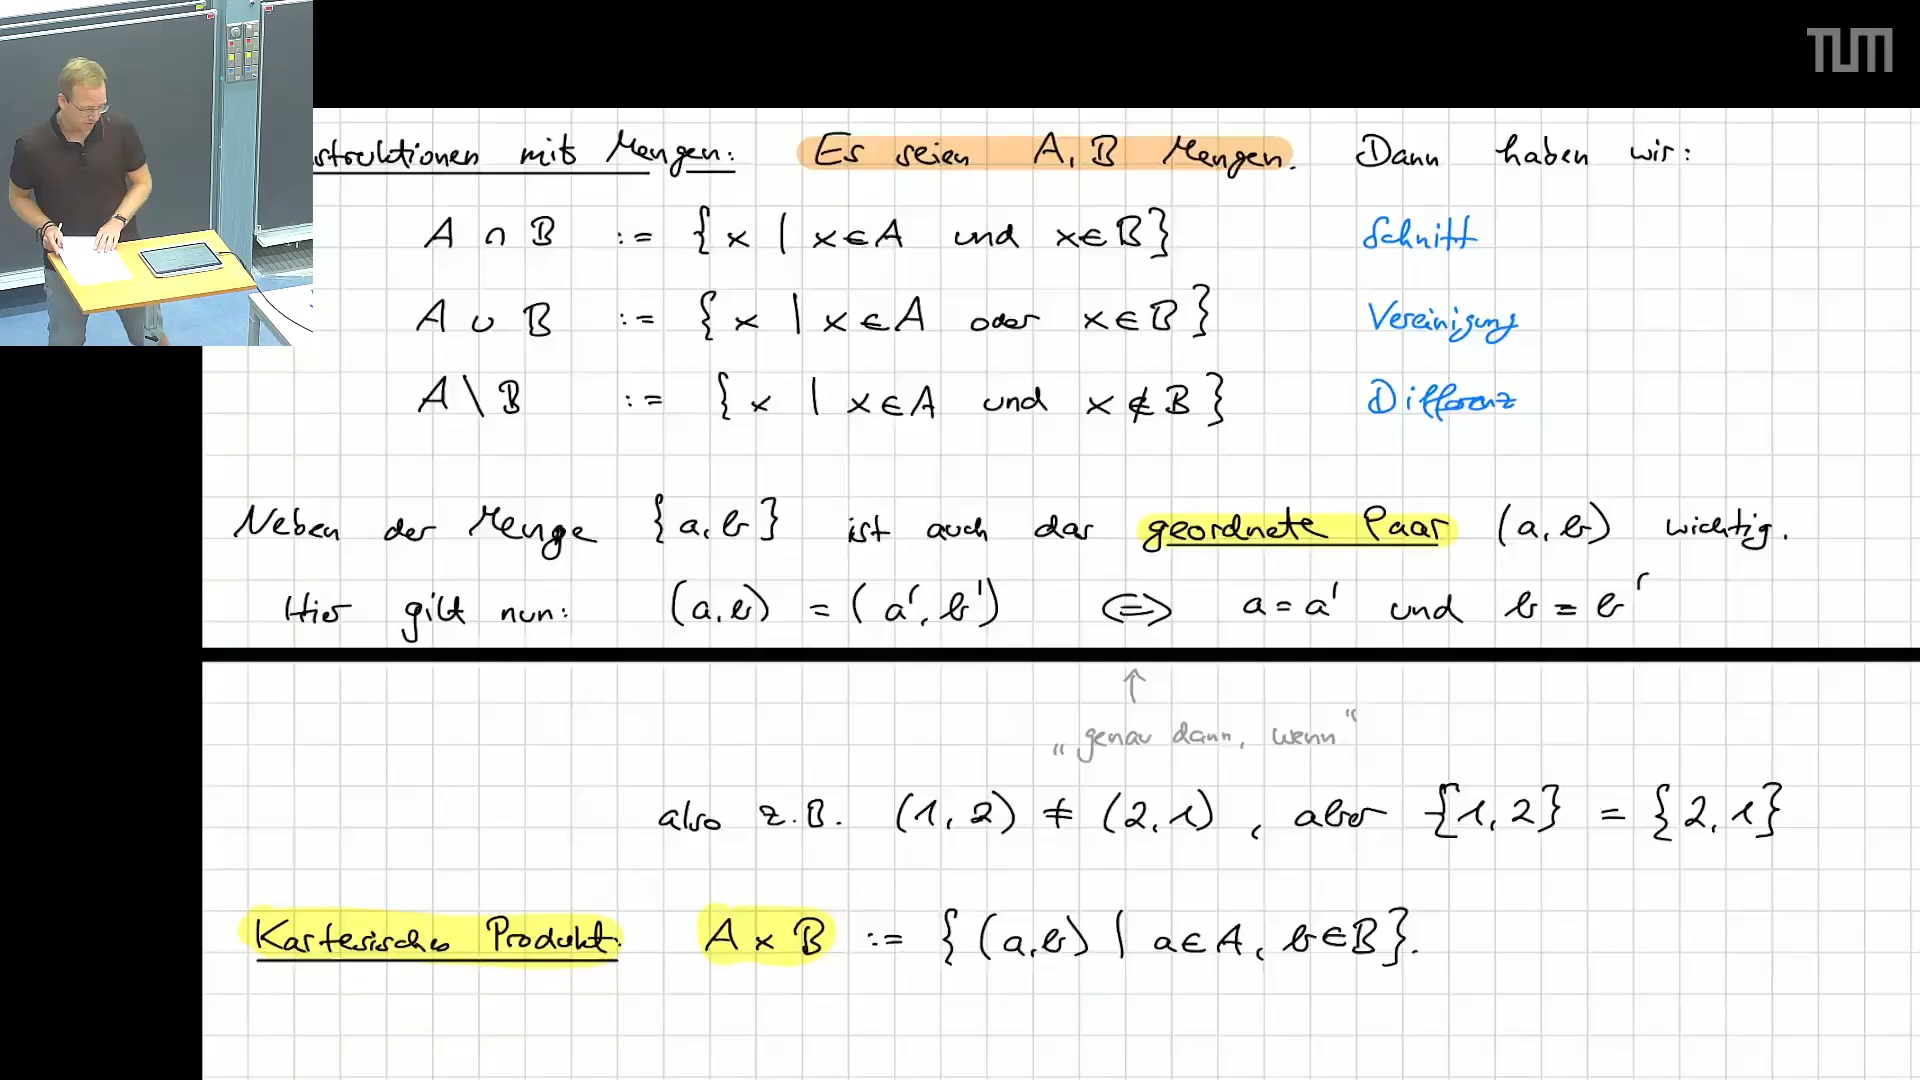 TUM
struktionen mit Mengen: Es seien A, B Mengen. Dann haben wir:
A ∩ B := { x | x ∈ A und x ∈ B } Schnitt
A ∪ B := { x | x ∈ A oder x ∈ B } Vereinigung
A \ B := { x | x ∈ A und x ∉ B } Differenz
Neben der Menge {a, b} ist auch das geordnete Paar (a, b) wichtig.
Hier gilt nun: (a, b) = (a', b') ⇔ a = a' und b = b'
↑
„genau dann, wenn“
also z.B. (1, 2) ≠ (2, 1), aber {1, 2} = {2, 1}
Kartesisches Produkt: A × B := { (a, b) | a ∈ A, b ∈ B }.